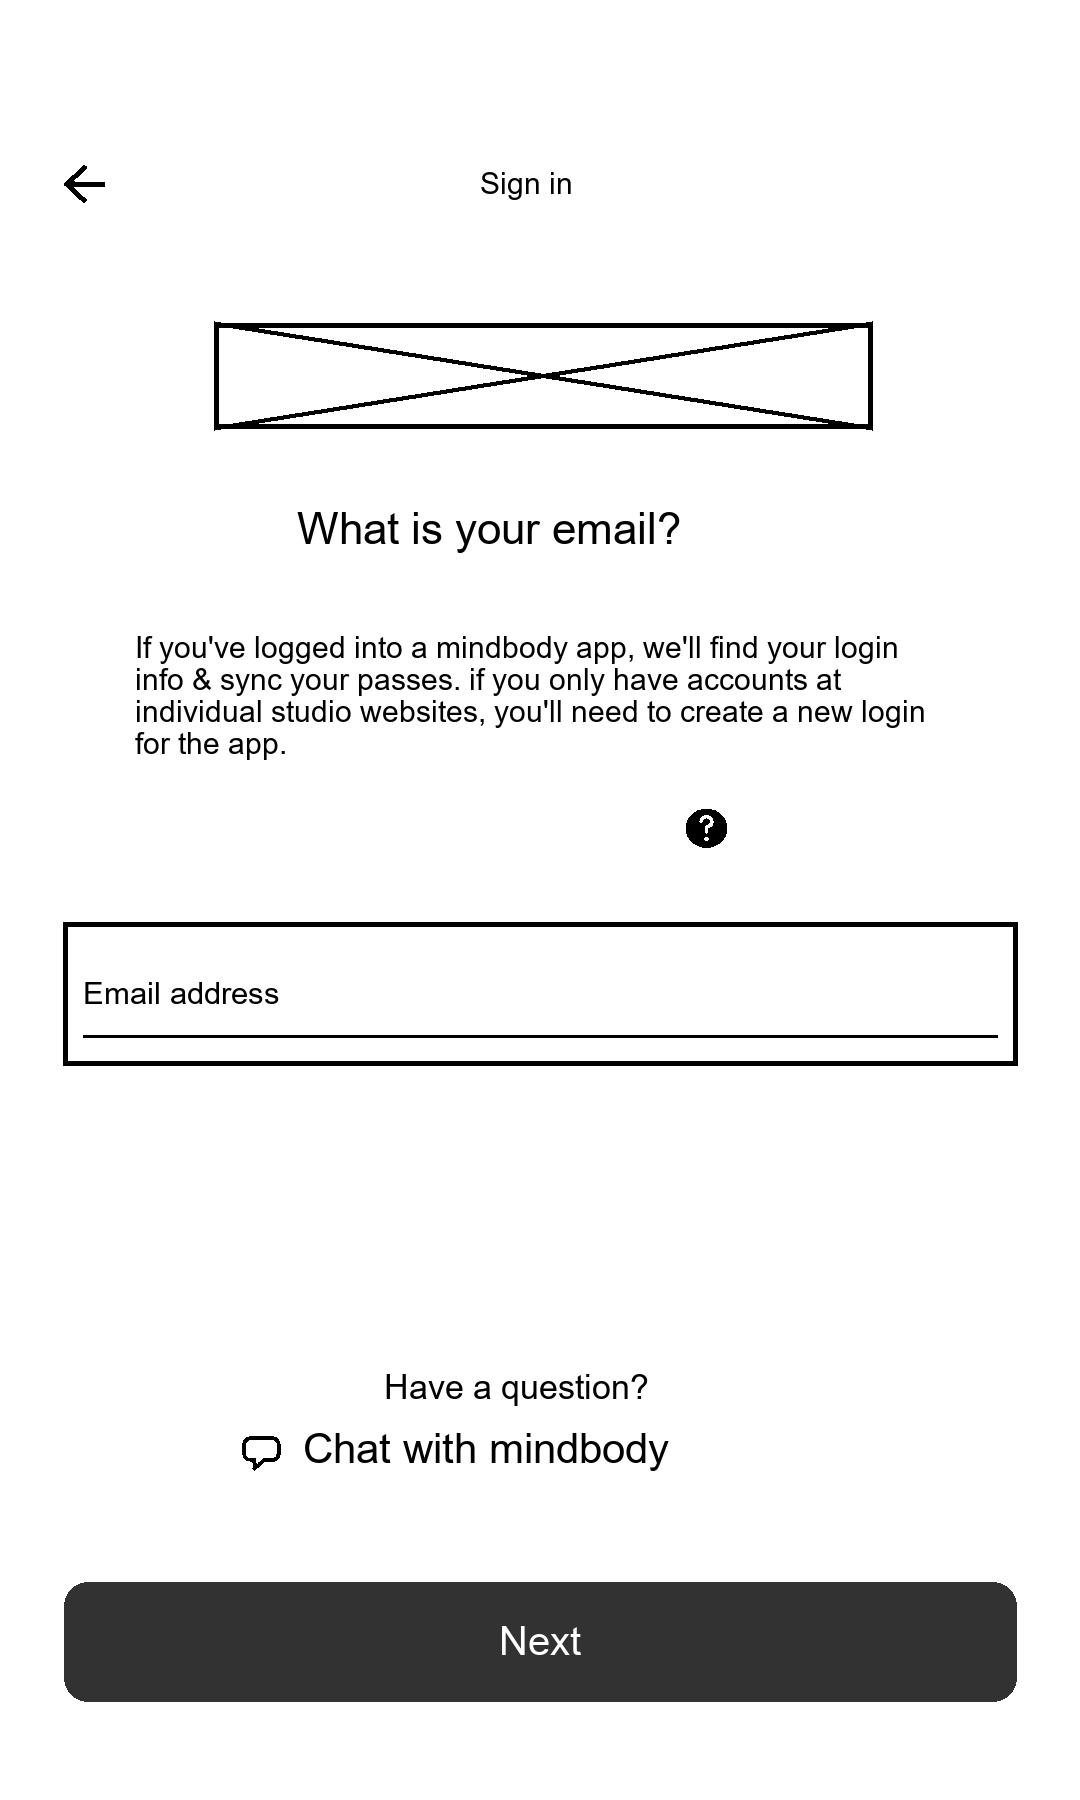 Sign in
What is your email?
If you've logged into a mindbody app, we'll find your login
info & sync your passes. if you only have accounts at
individual studio websites, you'll need to create a new login
for the app.
?
Email address
Have a question?
Chat with mindbody
Next